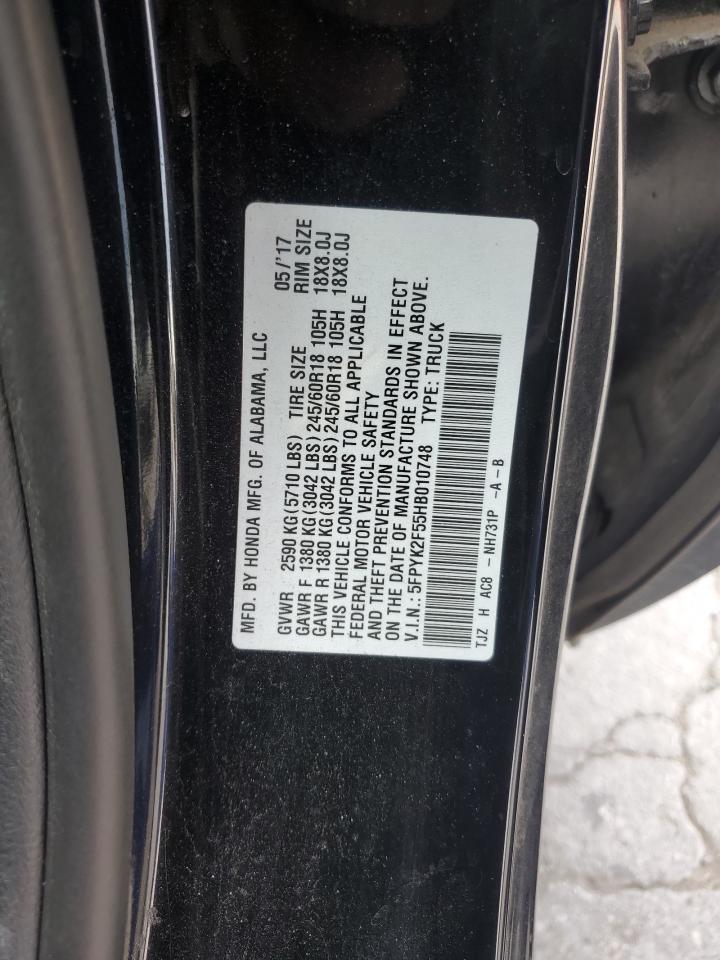 MFD. BY HONDA MFG. OF ALABAMA, LLC
05/'17
GVWR 2590 KG(5710 LBS) TIRE SIZE RIM SIZE
GAWR F 1380 KG(3042 LBS)245/60R18 105H 18X8.0J
GAWR R 1380 KG(3042 LBS)245/60R18 105H 18X8.0J
THIS VEHICLE CONFORMS TO ALL APPLICABLE
FEDERAL MOTOR VEHICLE SAFETY
AND THEFT PREVENTION STANDARDS IN EFFECT
ON THE DATE OF MANUFACTURE SHOWN ABOVE.
V.I.N.: 5FPYK2F55HB010748 TYPE: TRUCK
TJZ H AC8 - NH731P -A-B